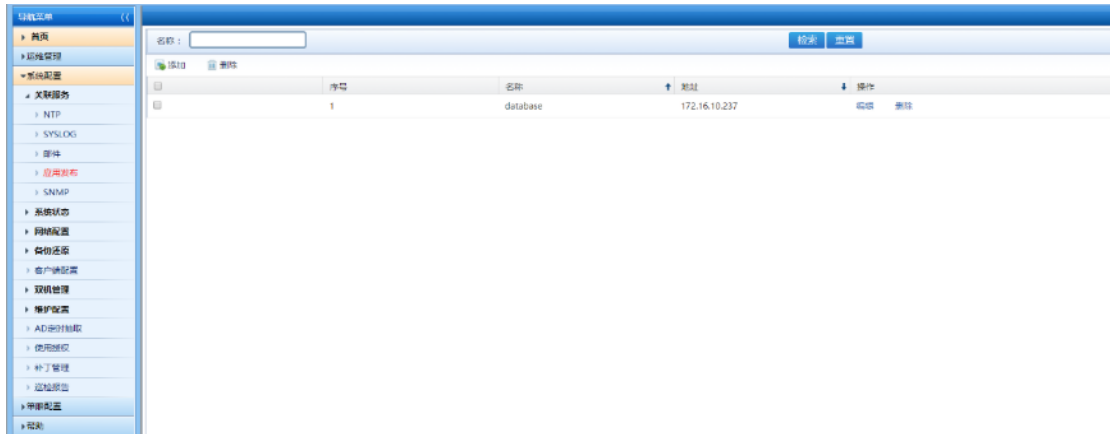 导航菜单
首页
运维管理
系统配置
关联服务
NTP
SYSLOG
部件
应用发布
SNMP
系统状态
网络配置
备份还原
客户端配置
双机管理
维护配置
AD定时抽取
使用授权
补丁管理
巡检报告
审眼配置
帮助
名称：
检索 重置
添加 删除
序号 名称 地址 操作
1 database 172.16.10.237 编辑 删除